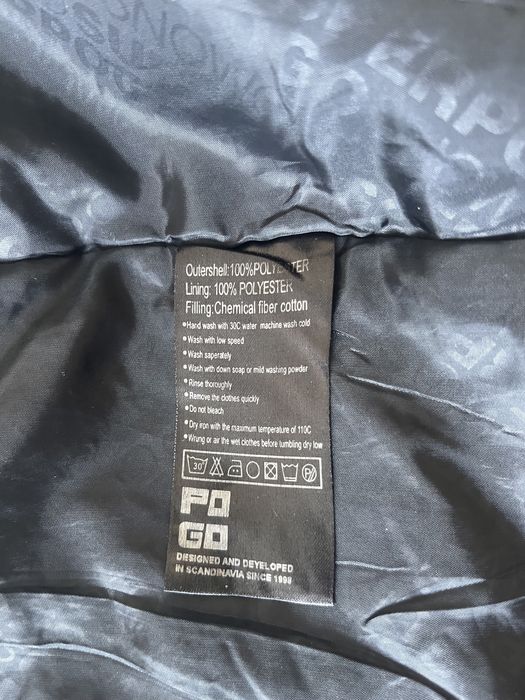 Outershell:100%POLYESTER
Lining: 100% POLYESTER
Filling:Chemical fiber cotton
•Hand wash with 30C water machine wash cold
•Wash with low speed
•Wash saperately
•Wash with down soap or mild washing powder
•Rinse thoroughly
•Remove the clothes quickly
•Do not bleach
•Dry iron with the maximum temperature of 110C
•Wrung or air the wet clothes before tumbling dry low
30°
PO
GO
DESIGNED AND DEVELOPED
IN SCANDINAVIA SINCE 1998